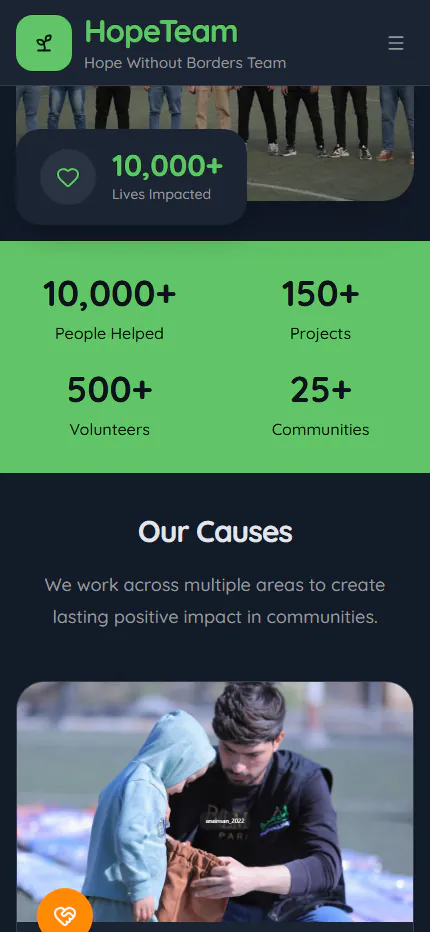 HopeTeam
Hope Without Borders Team
10,000+
Lives Impacted
10,000+
150+
People Helped
Projects
500+
25+
Volunteers
Communities
Our Causes
We work across multiple areas to create
lasting positive impact in communities.